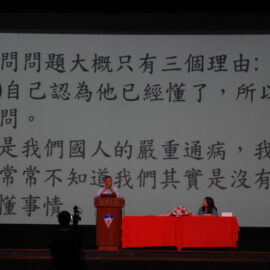 問問題大概只有三個理由:
)自己認為他已經懂了，所以
問。
是我們國人的嚴重通病，我
常常不知道我們其實是沒有
懂事情